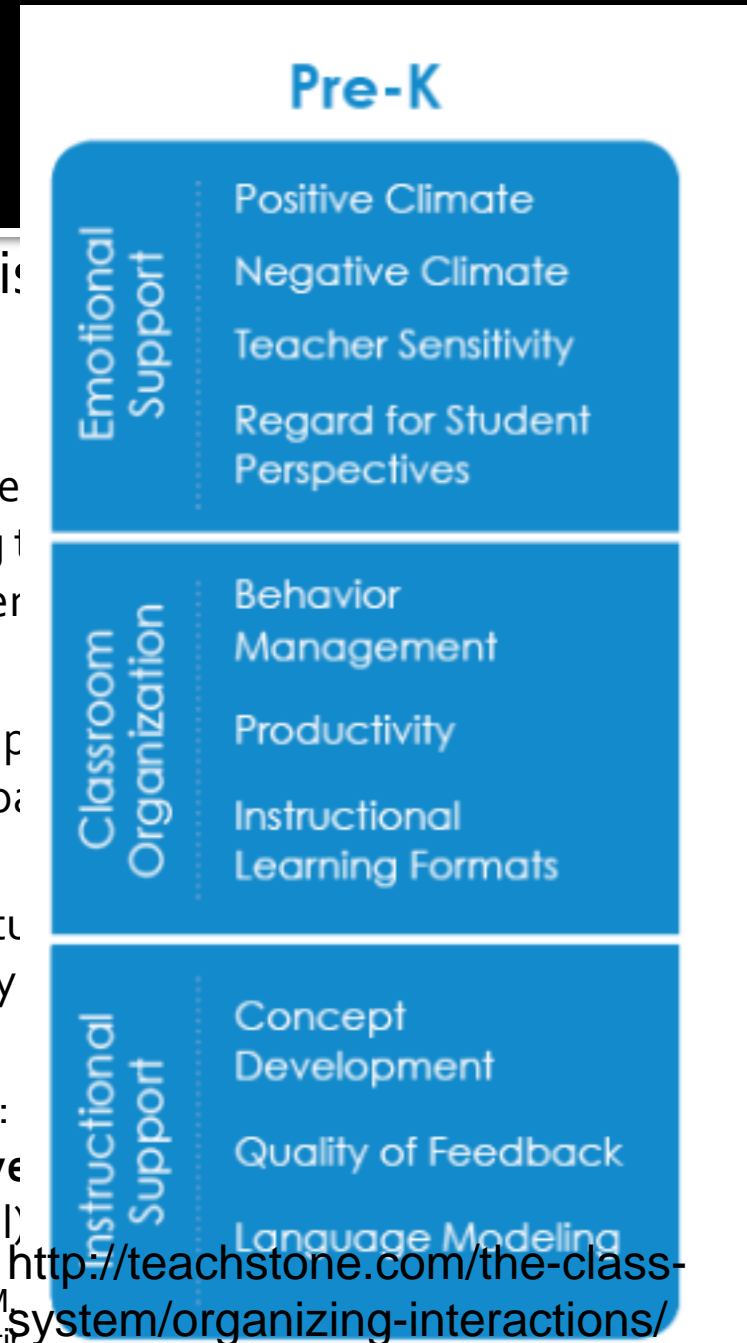 Pre-K
Emotional
Support
Positive Climate
Negative Climate
Teacher Sensitivity
Regard for Student
Perspectives
Classroom
Organization
Behavior
Management
Productivity
Instructional
Learning Formats
Instructional
Support
Concept
Development
Quality of Feedback
Language Modeling
http://teachstone.com/the-class-
system/organizing-interactions/